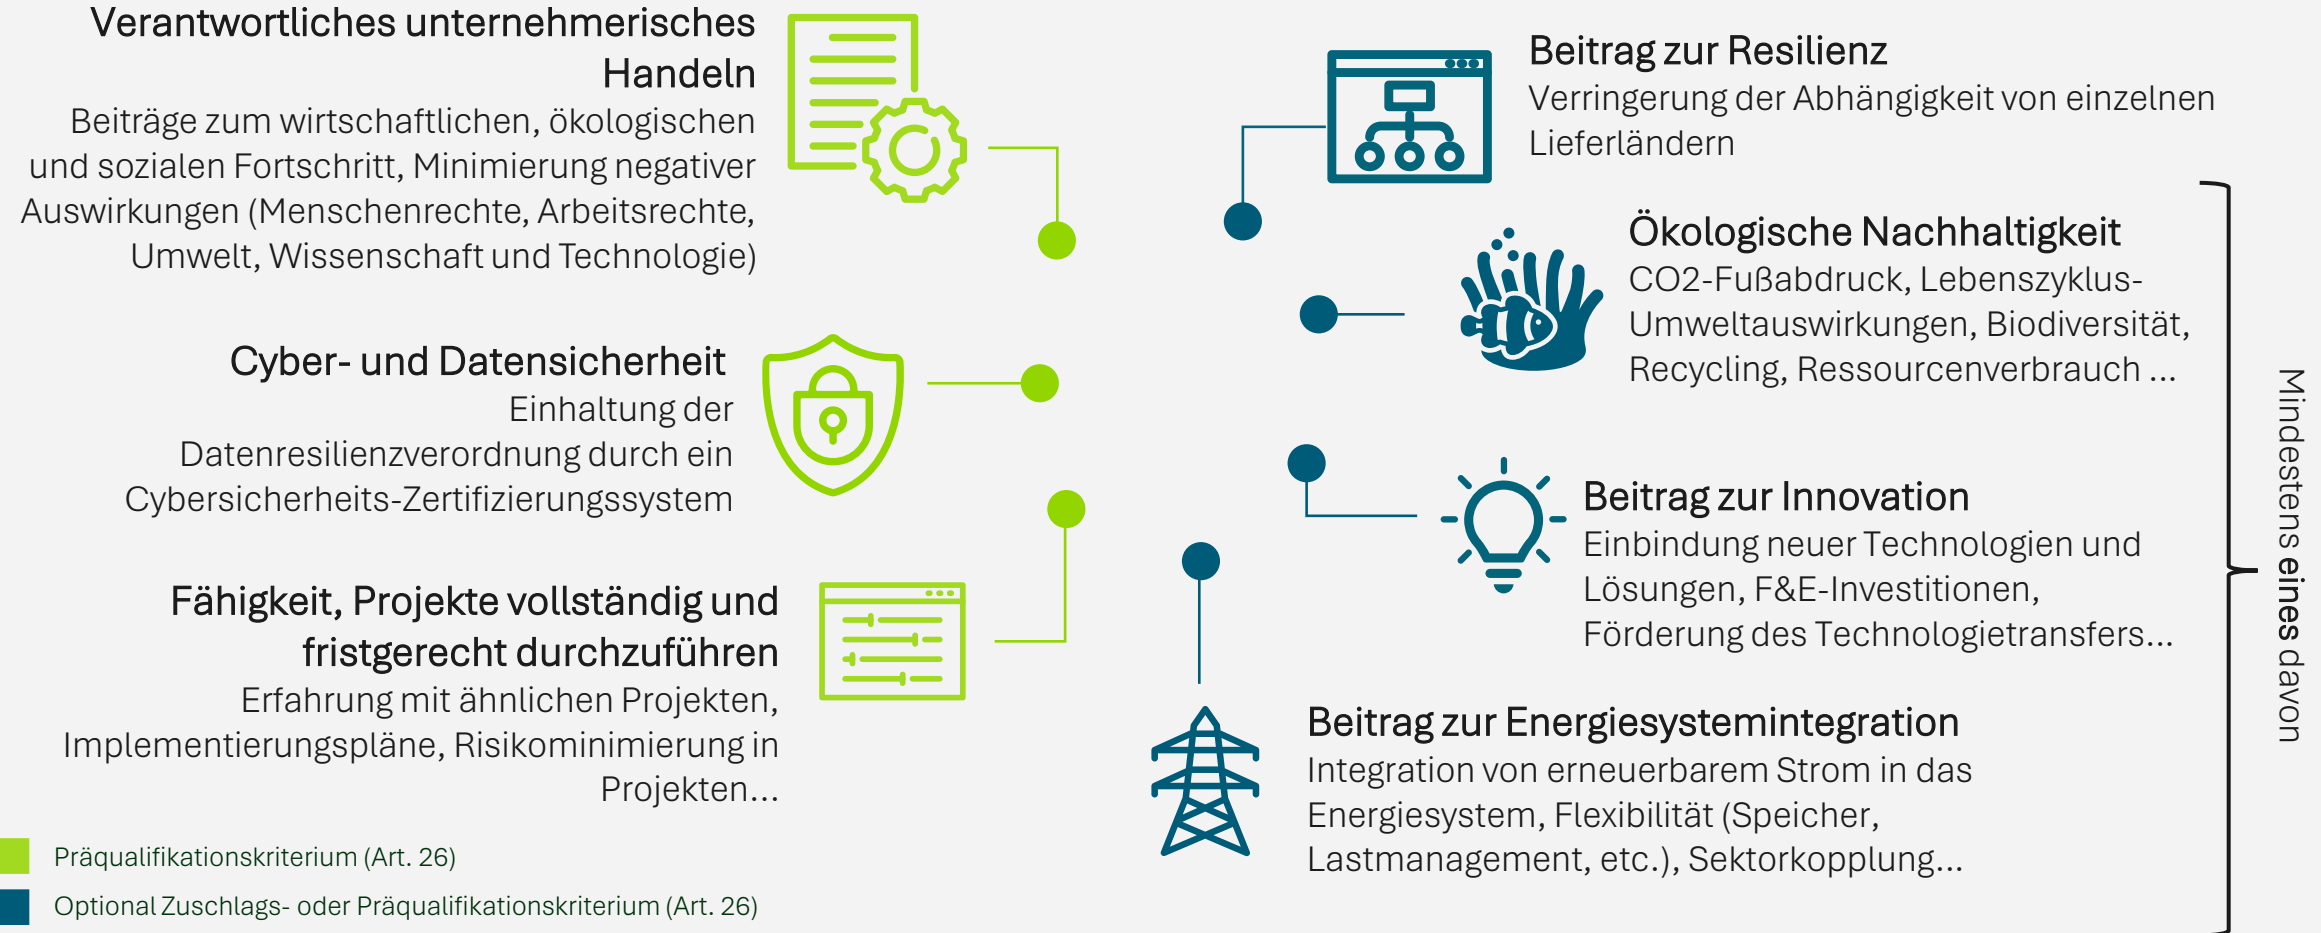 Verantwortliches unternehmerisches
Handeln
Beiträge zum wirtschaftlichen, ökologischen
und sozialen Fortschritt, Minimierung negativer
Auswirkungen (Menschenrechte, Arbeitsrechte,
Umwelt, Wissenschaft und Technologie)
Cyber- und Datensicherheit
Einhaltung der
Datenresilienzverordnung durch ein
Cybersicherheits-Zertifizierungssystem
Fähigkeit, Projekte vollständig und
fristgerecht durchzuführen
Erfahrung mit ähnlichen Projekten,
Implementierungspläne, Risikominimierung in
Projekten...
Präqualifikationskriterium (Art. 26)
Optional Zuschlags- oder Präqualifikationskriterium (Art. 26)
Beitrag zur Resilienz
Verringerung der Abhängigkeit von einzelnen
Lieferländern
Ökologische Nachhaltigkeit
CO2-Fußabdruck, Lebenszyklus-
Umweltauswirkungen, Biodiversität,
Recycling, Ressourcenverbrauch ...
Beitrag zur Innovation
Einbindung neuer Technologien und
Lösungen, F&E-Investitionen,
Förderung des Technologietransfers...
Beitrag zur Energiesystemintegration
Integration von erneuerbarem Strom in das
Energiesystem, Flexibilität (Speicher,
Lastmanagement, etc.), Sektorkopplung...
Mindestens eines davon